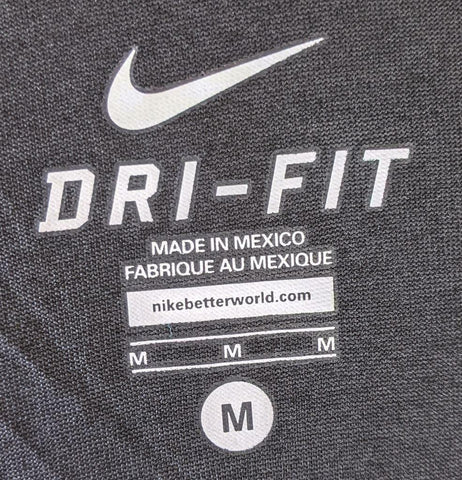 DRI-FIT
MADE IN MEXICO
FABRIQUE AU MEXIQUE
nikebetterworld.com
M M M
M